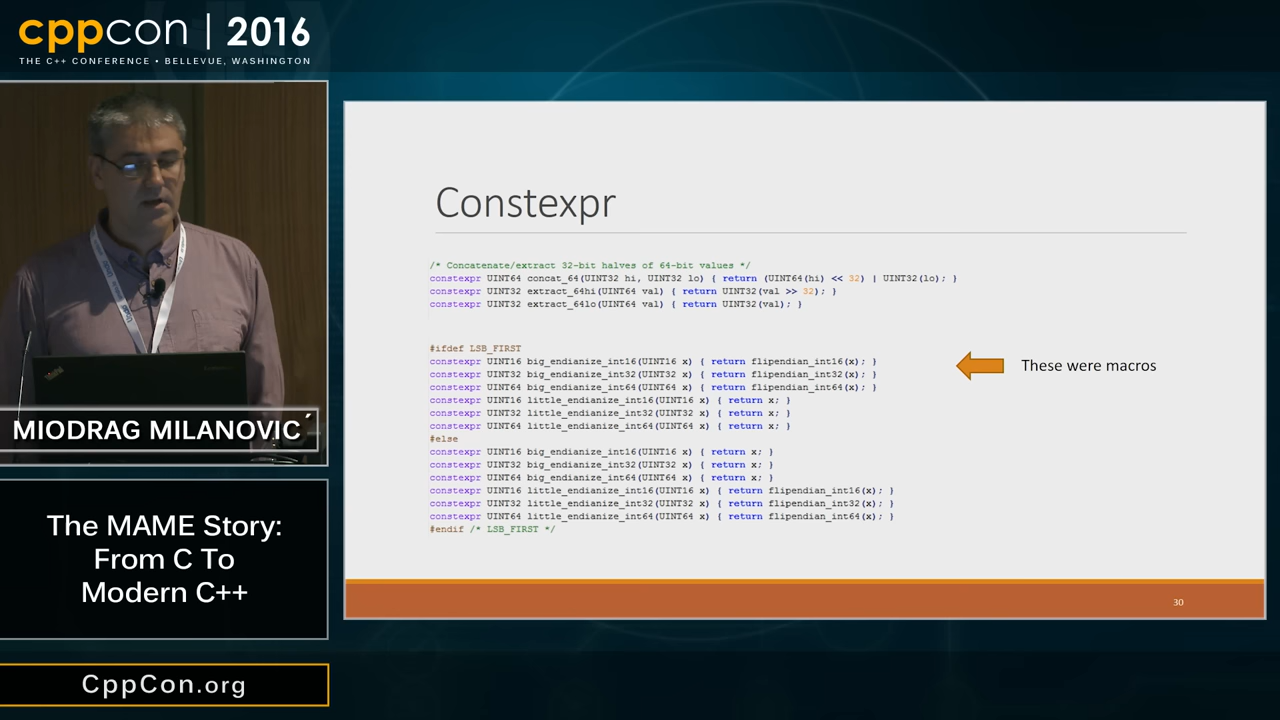 cppcon | 2016
THE C++ CONFERENCE • BELLEVUE, WASHINGTON
MIODRAG MILANOVIC´
The MAME Story:
From C To
Modern C++
CppCon.org
Constexpr
/* Concatenate/extract 32-bit halves of 64-bit values */
constexpr UINT64 concat_64(UINT32 hi, UINT32 lo) { return (UINT64(hi) << 32) | UINT32(lo); }
constexpr UINT32 extract_64hi(UINT64 val) { return UINT32(val >> 32); }
constexpr UINT32 extract_64lo(UINT64 val) { return UINT32(val); }
#ifdef LSB_FIRST
constexpr UINT16 big_endianize_int16(UINT16 x) { return flipendian_int16(x); }
constexpr UINT32 big_endianize_int32(UINT32 x) { return flipendian_int32(x); }
constexpr UINT64 big_endianize_int64(UINT64 x) { return flipendian_int64(x); }
constexpr UINT16 little_endianize_int16(UINT16 x) { return x; }
constexpr UINT32 little_endianize_int32(UINT32 x) { return x; }
constexpr UINT64 little_endianize_int64(UINT64 x) { return x; }
#else
constexpr UINT16 big_endianize_int16(UINT16 x) { return x; }
constexpr UINT32 big_endianize_int32(UINT32 x) { return x; }
constexpr UINT64 big_endianize_int64(UINT64 x) { return x; }
constexpr UINT16 little_endianize_int16(UINT16 x) { return flipendian_int16(x); }
constexpr UINT32 little_endianize_int32(UINT32 x) { return flipendian_int32(x); }
constexpr UINT64 little_endianize_int64(UINT64 x) { return flipendian_int64(x); }
#endif /* LSB_FIRST */
These were macros
30